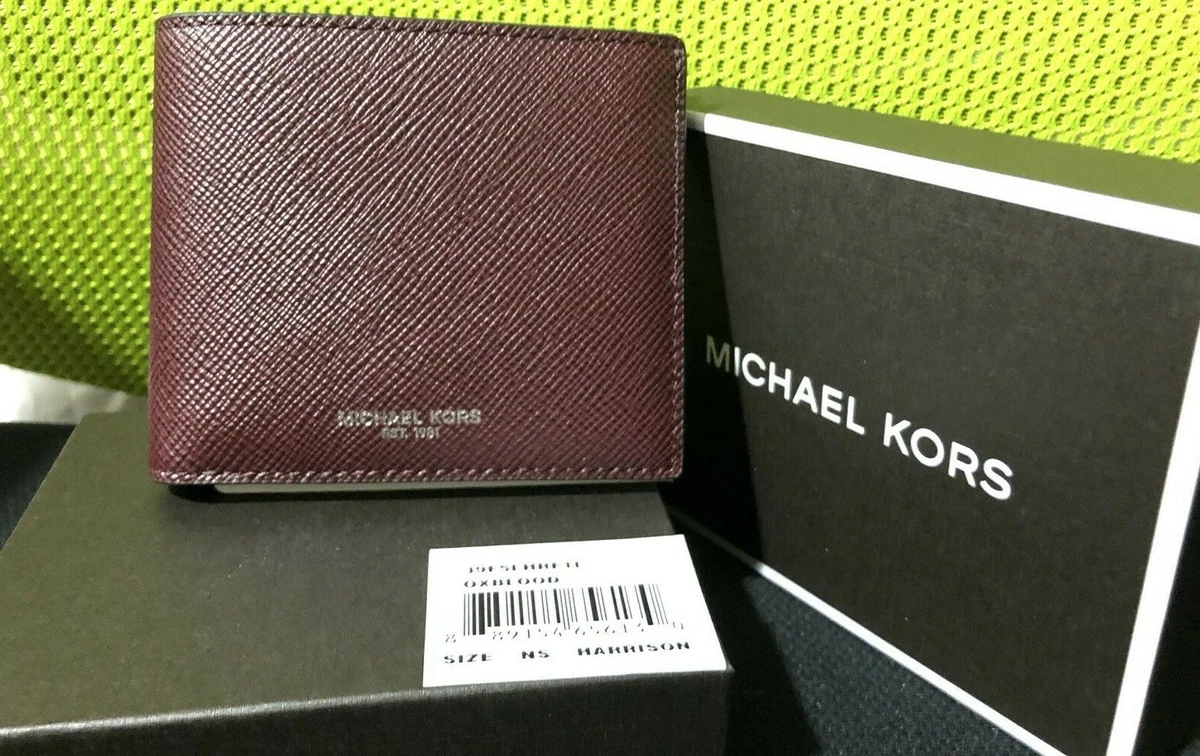 MICHAEL KORS
EST. 1981
MICHAEL KORS
OXBLOOD
SIZE NS HARRISON